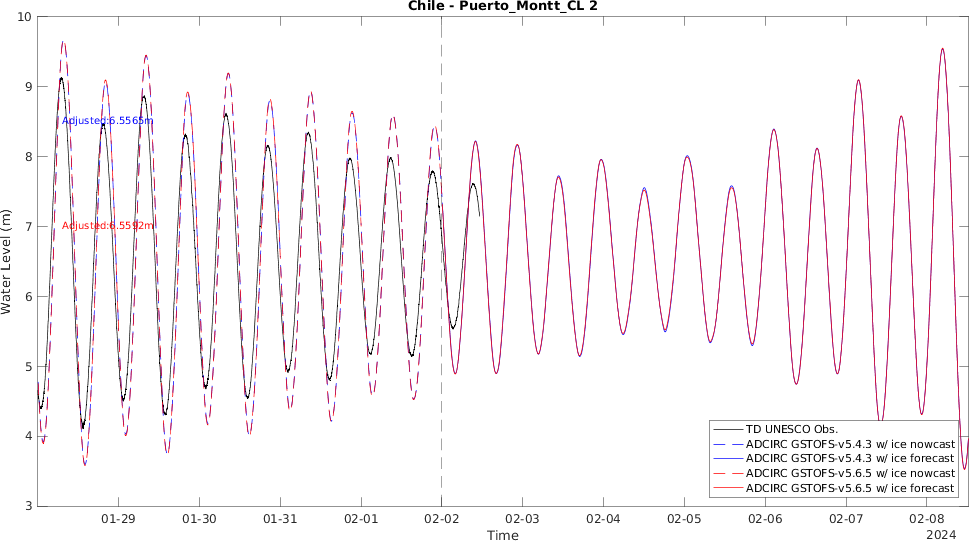 Chile - Puerto_Montt_CL 2
10
9
8
7
6
5
4
3
Water Level (m)
Adjusted:6.5565m
Adjusted:6.5592m
TD UNESCO Obs.
ADCIRC GSTOFS-v5.4.3 w/ ice nowcast
ADCIRC GSTOFS-v5.4.3 w/ ice forecast
ADCIRC GSTOFS-v5.6.5 w/ ice nowcast
ADCIRC GSTOFS-v5.6.5 w/ ice forecast
01-29 01-30 01-31 02-01 02-02 02-03 02-04 02-05 02-06 02-07 02-08
Time 2024